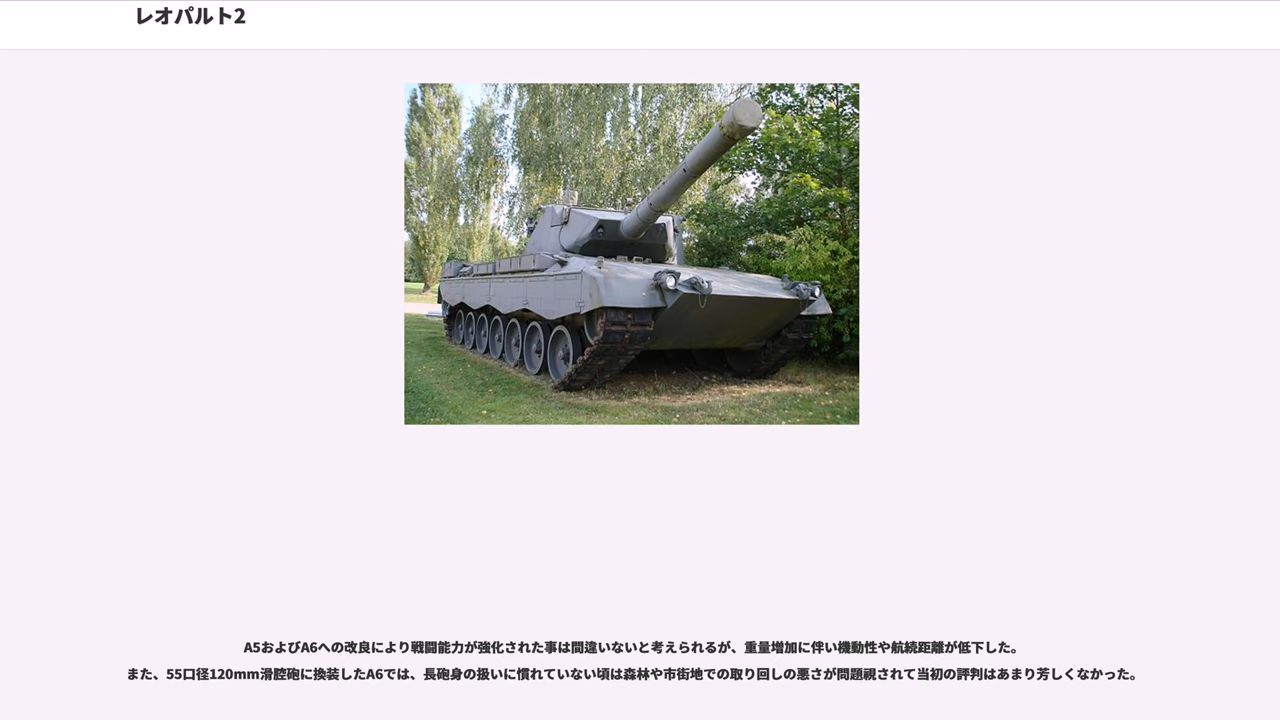 レオパルト2
A5およびA6への改良により戦闘能力が強化された事は間違いないと考えられるが、重量増加に伴い機動性や航続距離が低下した。
また、55口径120mm滑腔砲に換装したA6では、長砲身の扱いに慣れていない頃は森林や市街地での取り回しの悪さが問題視されて当初の評判はあまり芳しくなかった。